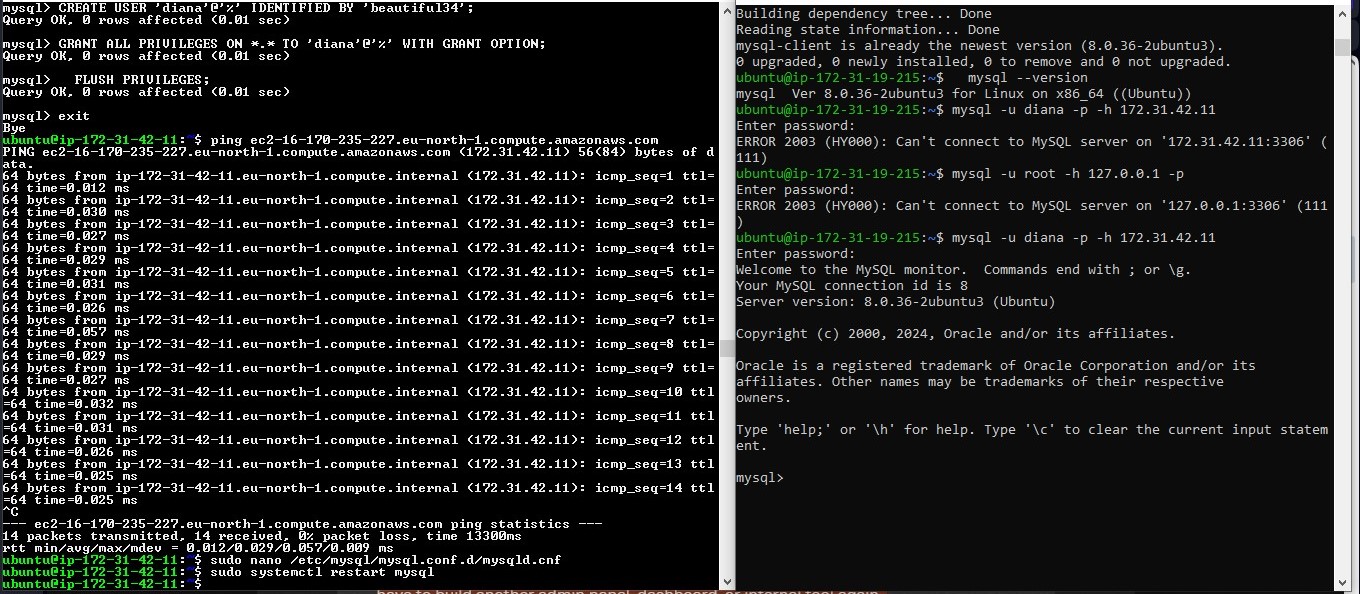 mysql> CREATE USER 'diana'@'%' IDENTIFIED BY 'beautiful34';
Query OK, 0 rows affected (0.01 sec)
mysql> GRANT ALL PRIVILEGES ON *.* TO 'diana'@'%' WITH GRANT OPTION;
Query OK, 0 rows affected (0.01 sec)
mysql>   FLUSH PRIVILEGES;
Query OK, 0 rows affected (0.01 sec)
mysql> exit
Bye
ubuntu@ip-172-31-42-11:~$ ping ec2-16-170-235-227.eu-north-1.compute.amazonaws.com
PING ec2-16-170-235-227.eu-north-1.compute.amazonaws.com (172.31.42.11) 56(84) bytes of d
ata.
64 bytes from ip-172-31-42-11.eu-north-1.compute.internal (172.31.42.11): icmp_seq=1 ttl=
64 time=0.012 ms
64 bytes from ip-172-31-42-11.eu-north-1.compute.internal (172.31.42.11): icmp_seq=2 ttl=
64 time=0.030 ms
64 bytes from ip-172-31-42-11.eu-north-1.compute.internal (172.31.42.11): icmp_seq=3 ttl=
64 time=0.027 ms
64 bytes from ip-172-31-42-11.eu-north-1.compute.internal (172.31.42.11): icmp_seq=4 ttl=
64 time=0.029 ms
64 bytes from ip-172-31-42-11.eu-north-1.compute.internal (172.31.42.11): icmp_seq=5 ttl=
64 time=0.031 ms
64 bytes from ip-172-31-42-11.eu-north-1.compute.internal (172.31.42.11): icmp_seq=6 ttl=
64 time=0.026 ms
64 bytes from ip-172-31-42-11.eu-north-1.compute.internal (172.31.42.11): icmp_seq=7 ttl=
64 time=0.057 ms
64 bytes from ip-172-31-42-11.eu-north-1.compute.internal (172.31.42.11): icmp_seq=8 ttl=
64 time=0.029 ms
64 bytes from ip-172-31-42-11.eu-north-1.compute.internal (172.31.42.11): icmp_seq=9 ttl=
64 time=0.027 ms
64 bytes from ip-172-31-42-11.eu-north-1.compute.internal (172.31.42.11): icmp_seq=10 ttl
=64 time=0.032 ms
64 bytes from ip-172-31-42-11.eu-north-1.compute.internal (172.31.42.11): icmp_seq=11 ttl
=64 time=0.031 ms
64 bytes from ip-172-31-42-11.eu-north-1.compute.internal (172.31.42.11): icmp_seq=12 ttl
=64 time=0.026 ms
64 bytes from ip-172-31-42-11.eu-north-1.compute.internal (172.31.42.11): icmp_seq=13 ttl
=64 time=0.025 ms
64 bytes from ip-172-31-42-11.eu-north-1.compute.internal (172.31.42.11): icmp_seq=14 ttl
=64 time=0.025 ms
^C
--- ec2-16-170-235-227.eu-north-1.compute.amazonaws.com ping statistics ---
14 packets transmitted, 14 received, 0% packet loss, time 13300ms
rtt min/avg/max/mdev = 0.012/0.029/0.057/0.009 ms
ubuntu@ip-172-31-42-11:~$ sudo nano /etc/mysql/mysql.conf.d/mysqld.cnf
ubuntu@ip-172-31-42-11:~$ sudo systemctl restart mysql
ubuntu@ip-172-31-42-11:~$
Building dependency tree... Done
Reading state information... Done
mysql-client is already the newest version (8.0.36-2ubuntu3).
0 upgraded, 0 newly installed, 0 to remove and 0 not upgraded.
ubuntu@ip-172-31-19-215:~$   mysql --version
mysql  Ver 8.0.36-2ubuntu3 for Linux on x86_64 ((Ubuntu))
ubuntu@ip-172-31-19-215:~$ mysql -u diana -p -h 172.31.42.11
Enter password:
ERROR 2003 (HY000): Can't connect to MySQL server on '172.31.42.11:3306' (
111)
ubuntu@ip-172-31-19-215:~$ mysql -u root -h 127.0.0.1 -p
Enter password:
ERROR 2003 (HY000): Can't connect to MySQL server on '127.0.0.1:3306' (111
)
ubuntu@ip-172-31-19-215:~$ mysql -u diana -p -h 172.31.42.11
Enter password:
Welcome to the MySQL monitor.  Commands end with ; or \g.
Your MySQL connection id is 8
Server version: 8.0.36-2ubuntu3 (Ubuntu)
Copyright (c) 2000, 2024, Oracle and/or its affiliates.
Oracle is a registered trademark of Oracle Corporation and/or its
affiliates. Other names may be trademarks of their respective
owners.
Type 'help;' or '\h' for help. Type '\c' to clear the current input statem
ent.
mysql>